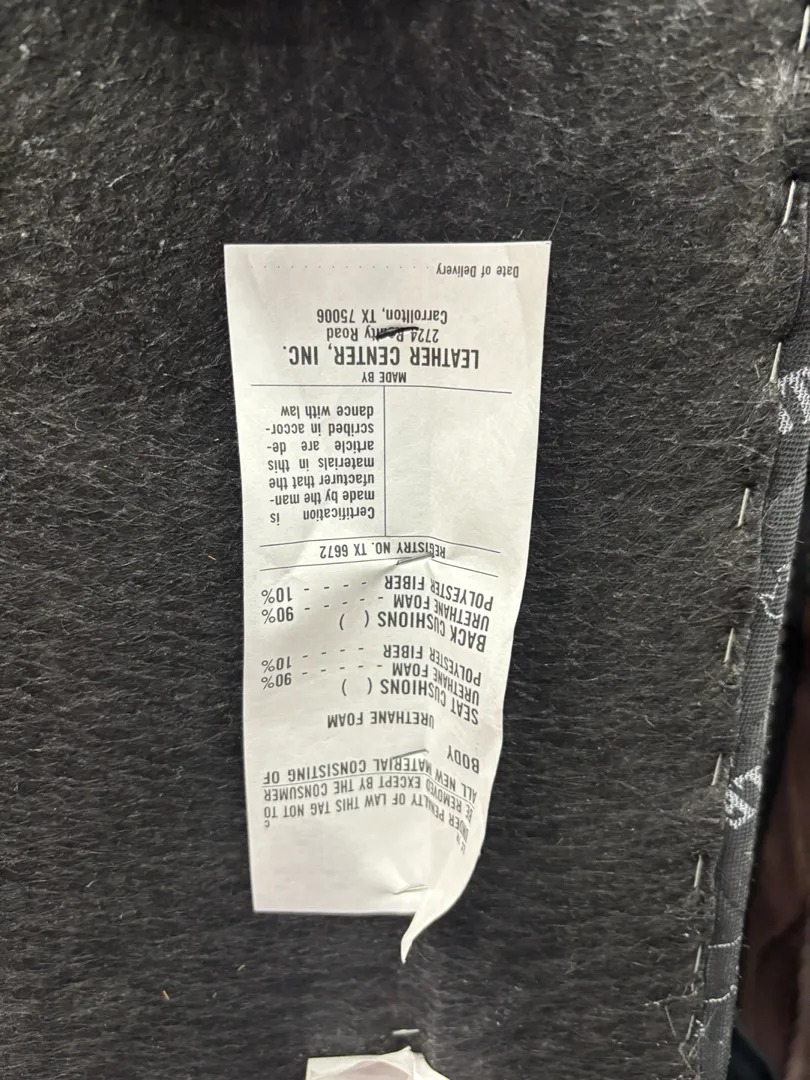 UNDER PENALTY OF LAW THIS TAG NOT TO
BE REMOVED EXCEPT BY THE CONSUMER
ALL NEW MATERIAL CONSISTING OF
BODY
URETHANE FOAM
SEAT CUSHIONS ( )
URETHANE FOAM - - - - - 90%
POLYESTER FIBER - - - - 10%
BACK CUSHIONS ( )
URETHANE FOAM - - - - - 90%
POLYESTER FIBER - - - - 10%
REGISTRY NO. TX 6672
Certification is
made by the man-
ufacturer that the
materials in this
article are de-
scribed in accor-
dance with law
MADE BY
LEATHER CENTER, INC.
2724 Realty Road
Carrollton, TX 75006
Date of Delivery